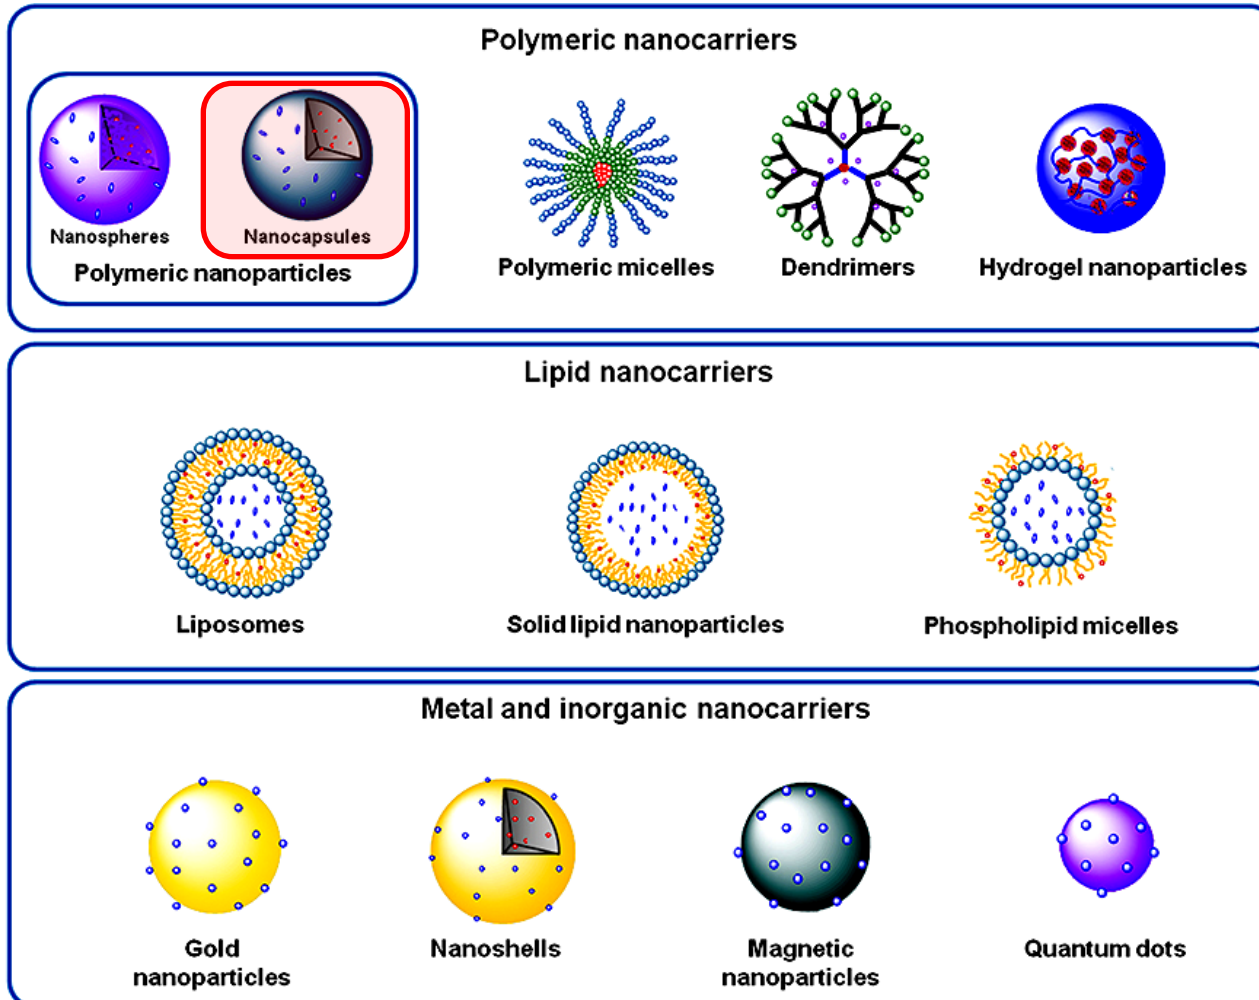 Polymeric nanocarriers
Nanospheres
Nanocapsules
Polymeric nanoparticles
Polymeric micelles
Dendrimers
Hydrogel nanoparticles
Lipid nanocarriers
Liposomes
Solid lipid nanoparticles
Phospholipid micelles
Metal and inorganic nanocarriers
Gold
nanoparticles
Nanoshells
Magnetic
nanoparticles
Quantum dots